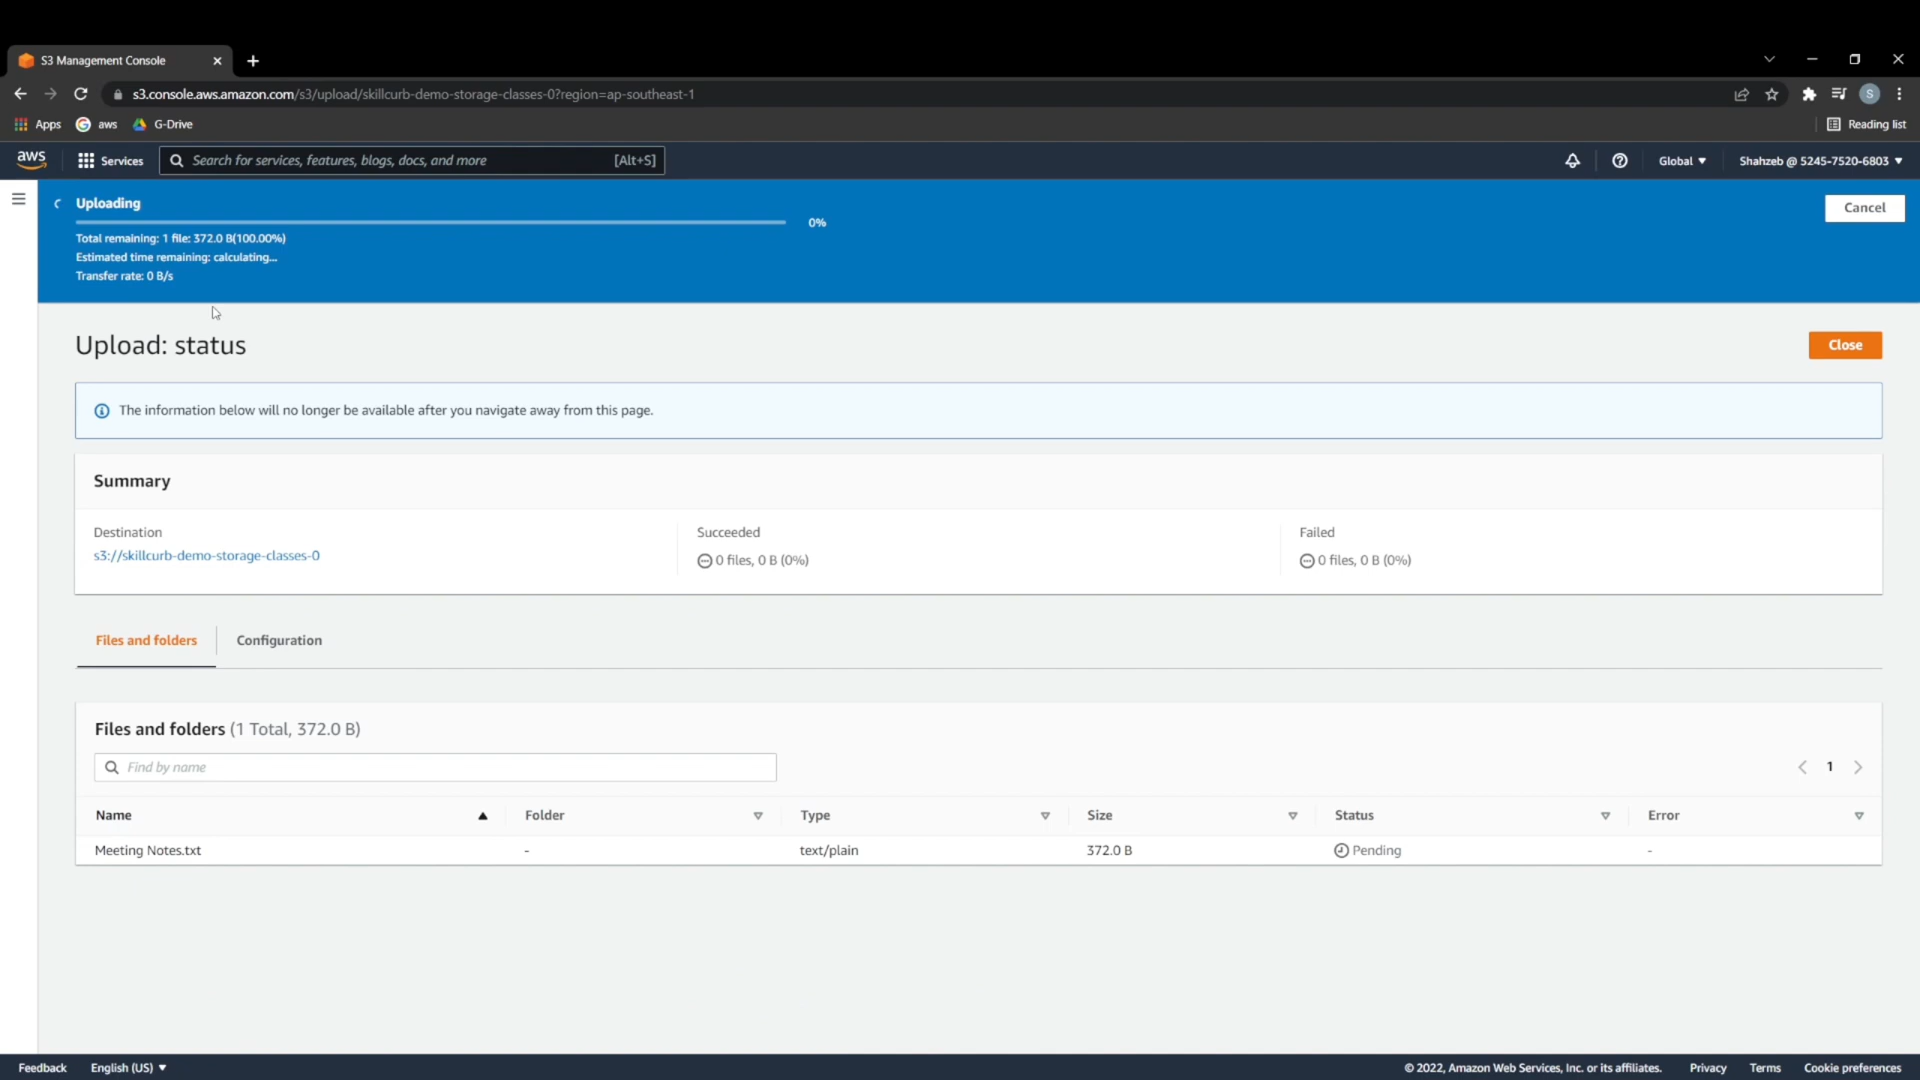 S3 Management Console
s3.console.aws.amazon.com/s3/upload/skillcurb-demo-storage-classes-0?region=ap-southeast-1
S
Apps aws G-Drive Reading list
aws Services Search for services, features, blogs, docs, and more [Alt+S] Global Shahzeb @ 5245-7520-6803
Uploading
0%
Cancel
Total remaining: 1 file: 372.0 B(100.00%)
Estimated time remaining: calculating...
Transfer rate: 0 B/s
Upload: status
Close
The information below will no longer be available after you navigate away from this page.
Summary
Destination Succeeded Failed
s3://skillcurb-demo-storage-classes-0 0 files, 0 B (0%) 0 files, 0 B (0%)
Files and folders Configuration
Files and folders (1 Total, 372.0 B)
Find by name 1
Name Folder Type Size Status Error
Meeting Notes.txt - text/plain 372.0 B Pending -
Feedback English (US) © 2022, Amazon Web Services, Inc. or its affiliates. Privacy Terms Cookie preferences